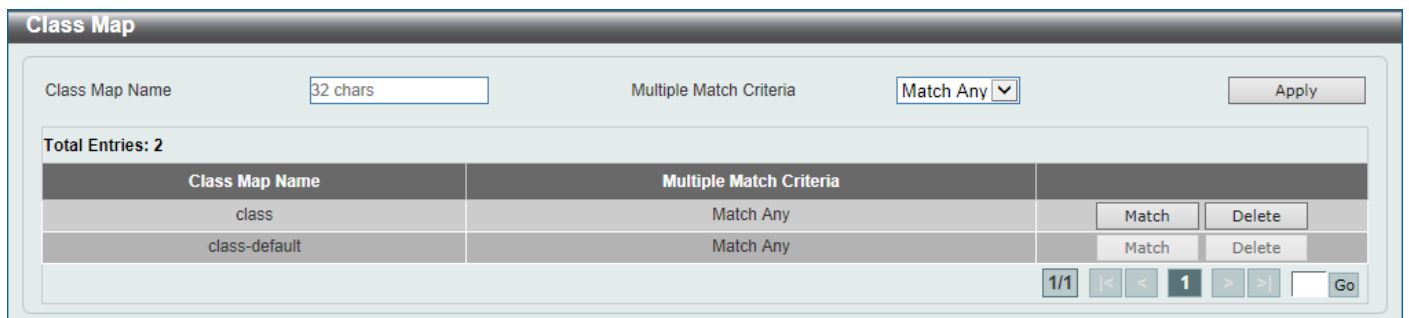 Class Map
Class Map Name 32 chars Multiple Match Criteria Match Any Apply
Total Entries: 2
Class Map Name Multiple Match Criteria
class Match Any Match Delete
class-default Match Any Match Delete
1/1 |< < 1 > >| Go